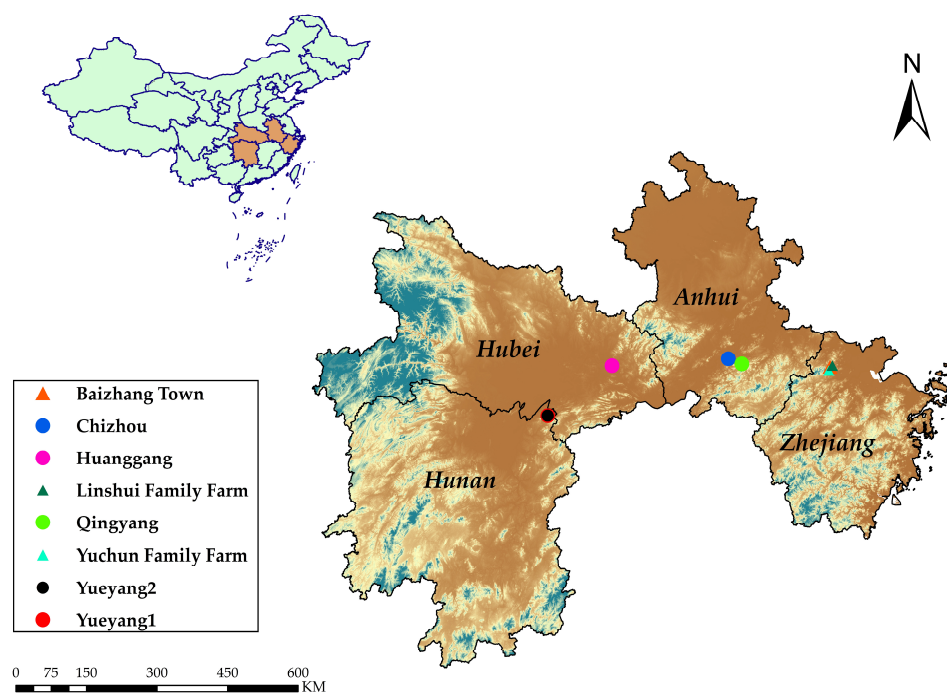 N
Anhui
Hubei
Zhejiang
Hunan
Baizhang Town
Chizhou
Huanggang
Linshui Family Farm
Qingyang
Yuchun Family Farm
Yueyang2
Yueyang1
0 75 150 300 450 600
KM